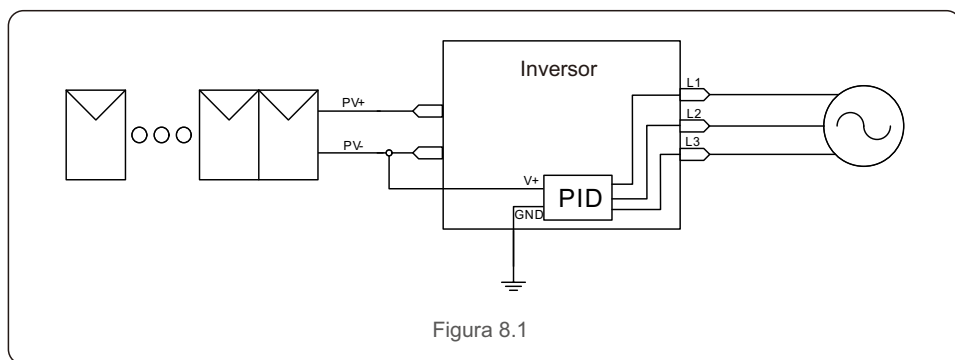 Inversor
PV+
L1
L2
PV-
L3
V+
PID
GND
Figura 8.1